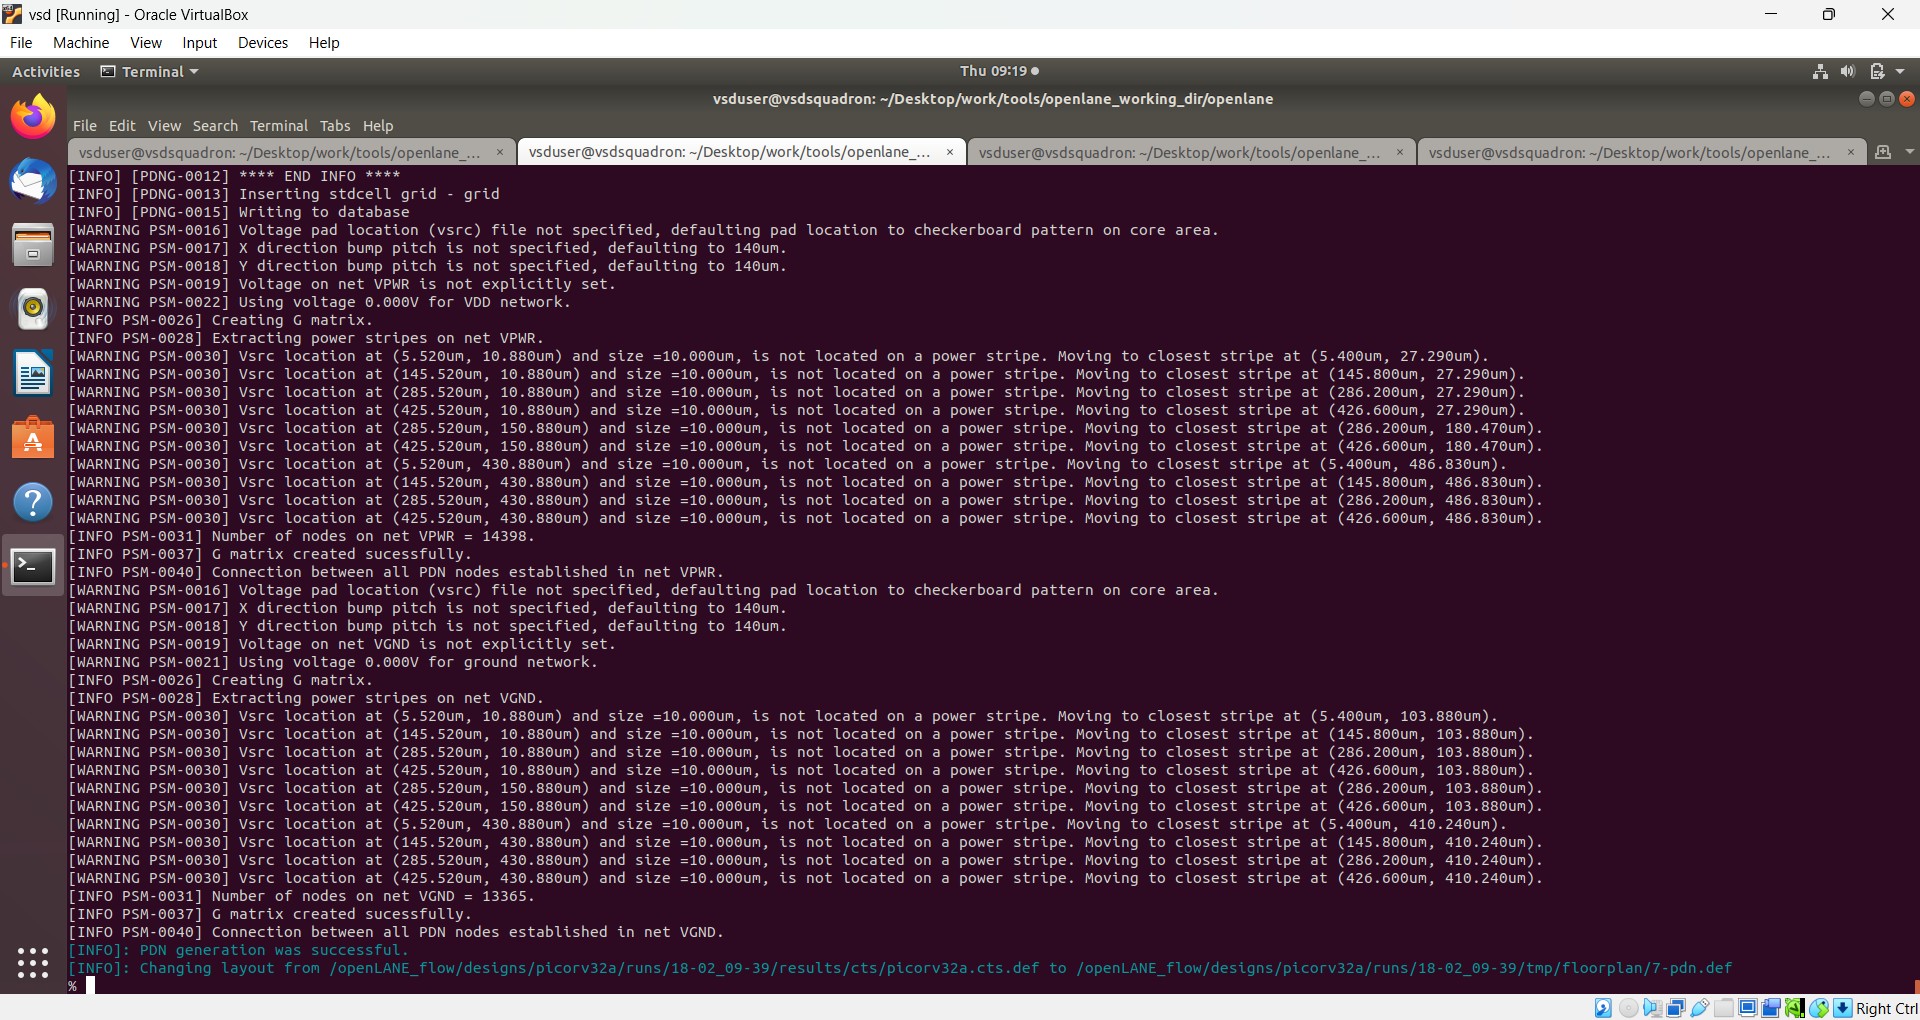 vsd [Running] - Oracle VirtualBox
File Machine View Input Devices Help
Activities Terminal Thu 09:19
vsduser@vsdsquadron: ~/Desktop/work/tools/openlane_working_dir/openlane
File Edit View Search Terminal Tabs Help
vsduser@vsdsquadron: ~/Desktop/work/tools/openlane_... × vsduser@vsdsquadron: ~/Desktop/work/tools/openlane_... × vsduser@vsdsquadron: ~/Desktop/work/tools/openlane_... × vsduser@vsdsquadron: ~/Desktop/work/tools/openlane_... ×
[INFO] [PDNG-0012] **** END INFO ****
[INFO] [PDNG-0013] Inserting stdcell grid - grid
[INFO] [PDNG-0015] Writing to database
[WARNING PSM-0016] Voltage pad location (vsrc) file not specified, defaulting pad location to checkerboard pattern on core area.
[WARNING PSM-0017] X direction bump pitch is not specified, defaulting to 140um.
[WARNING PSM-0018] Y direction bump pitch is not specified, defaulting to 140um.
[WARNING PSM-0019] Voltage on net VPWR is not explicitly set.
[WARNING PSM-0022] Using voltage 0.000V for VDD network.
[INFO PSM-0026] Creating G matrix.
[INFO PSM-0028] Extracting power stripes on net VPWR.
[WARNING PSM-0030] Vsrc location at (5.520um, 10.880um) and size =10.000um, is not located on a power stripe. Moving to closest stripe at (5.400um, 27.290um).
[WARNING PSM-0030] Vsrc location at (145.520um, 10.880um) and size =10.000um, is not located on a power stripe. Moving to closest stripe at (145.800um, 27.290um).
[WARNING PSM-0030] Vsrc location at (285.520um, 10.880um) and size =10.000um, is not located on a power stripe. Moving to closest stripe at (286.200um, 27.290um).
[WARNING PSM-0030] Vsrc location at (425.520um, 10.880um) and size =10.000um, is not located on a power stripe. Moving to closest stripe at (426.600um, 27.290um).
[WARNING PSM-0030] Vsrc location at (285.520um, 150.880um) and size =10.000um, is not located on a power stripe. Moving to closest stripe at (286.200um, 180.470um).
[WARNING PSM-0030] Vsrc location at (425.520um, 150.880um) and size =10.000um, is not located on a power stripe. Moving to closest stripe at (426.600um, 180.470um).
[WARNING PSM-0030] Vsrc location at (5.520um, 430.880um) and size =10.000um, is not located on a power stripe. Moving to closest stripe at (5.400um, 486.830um).
[WARNING PSM-0030] Vsrc location at (145.520um, 430.880um) and size =10.000um, is not located on a power stripe. Moving to closest stripe at (145.800um, 486.830um).
[WARNING PSM-0030] Vsrc location at (285.520um, 430.880um) and size =10.000um, is not located on a power stripe. Moving to closest stripe at (286.200um, 486.830um).
[WARNING PSM-0030] Vsrc location at (425.520um, 430.880um) and size =10.000um, is not located on a power stripe. Moving to closest stripe at (426.600um, 486.830um).
[INFO PSM-0031] Number of nodes on net VPWR = 14398.
[INFO PSM-0037] G matrix created sucessfully.
[INFO PSM-0040] Connection between all PDN nodes established in net VPWR.
[WARNING PSM-0016] Voltage pad location (vsrc) file not specified, defaulting pad location to checkerboard pattern on core area.
[WARNING PSM-0017] X direction bump pitch is not specified, defaulting to 140um.
[WARNING PSM-0018] Y direction bump pitch is not specified, defaulting to 140um.
[WARNING PSM-0019] Voltage on net VGND is not explicitly set.
[WARNING PSM-0021] Using voltage 0.000V for ground network.
[INFO PSM-0026] Creating G matrix.
[INFO PSM-0028] Extracting power stripes on net VGND.
[WARNING PSM-0030] Vsrc location at (5.520um, 10.880um) and size =10.000um, is not located on a power stripe. Moving to closest stripe at (5.400um, 103.880um).
[WARNING PSM-0030] Vsrc location at (145.520um, 10.880um) and size =10.000um, is not located on a power stripe. Moving to closest stripe at (145.800um, 103.880um).
[WARNING PSM-0030] Vsrc location at (285.520um, 10.880um) and size =10.000um, is not located on a power stripe. Moving to closest stripe at (286.200um, 103.880um).
[WARNING PSM-0030] Vsrc location at (425.520um, 10.880um) and size =10.000um, is not located on a power stripe. Moving to closest stripe at (426.600um, 103.880um).
[WARNING PSM-0030] Vsrc location at (285.520um, 150.880um) and size =10.000um, is not located on a power stripe. Moving to closest stripe at (286.200um, 103.880um).
[WARNING PSM-0030] Vsrc location at (425.520um, 150.880um) and size =10.000um, is not located on a power stripe. Moving to closest stripe at (426.600um, 103.880um).
[WARNING PSM-0030] Vsrc location at (5.520um, 430.880um) and size =10.000um, is not located on a power stripe. Moving to closest stripe at (5.400um, 410.240um).
[WARNING PSM-0030] Vsrc location at (145.520um, 430.880um) and size =10.000um, is not located on a power stripe. Moving to closest stripe at (145.800um, 410.240um).
[WARNING PSM-0030] Vsrc location at (285.520um, 430.880um) and size =10.000um, is not located on a power stripe. Moving to closest stripe at (286.200um, 410.240um).
[WARNING PSM-0030] Vsrc location at (425.520um, 430.880um) and size =10.000um, is not located on a power stripe. Moving to closest stripe at (426.600um, 410.240um).
[INFO PSM-0031] Number of nodes on net VGND = 13365.
[INFO PSM-0037] G matrix created sucessfully.
[INFO PSM-0040] Connection between all PDN nodes established in net VGND.
[INFO]: PDN generation was successful.
[INFO]: Changing layout from /openLANE_flow/designs/picorv32a/runs/18-02_09-39/results/cts/picorv32a.cts.def to /openLANE_flow/designs/picorv32a/runs/18-02_09-39/tmp/floorplan/7-pdn.def
%
Right Ctrl